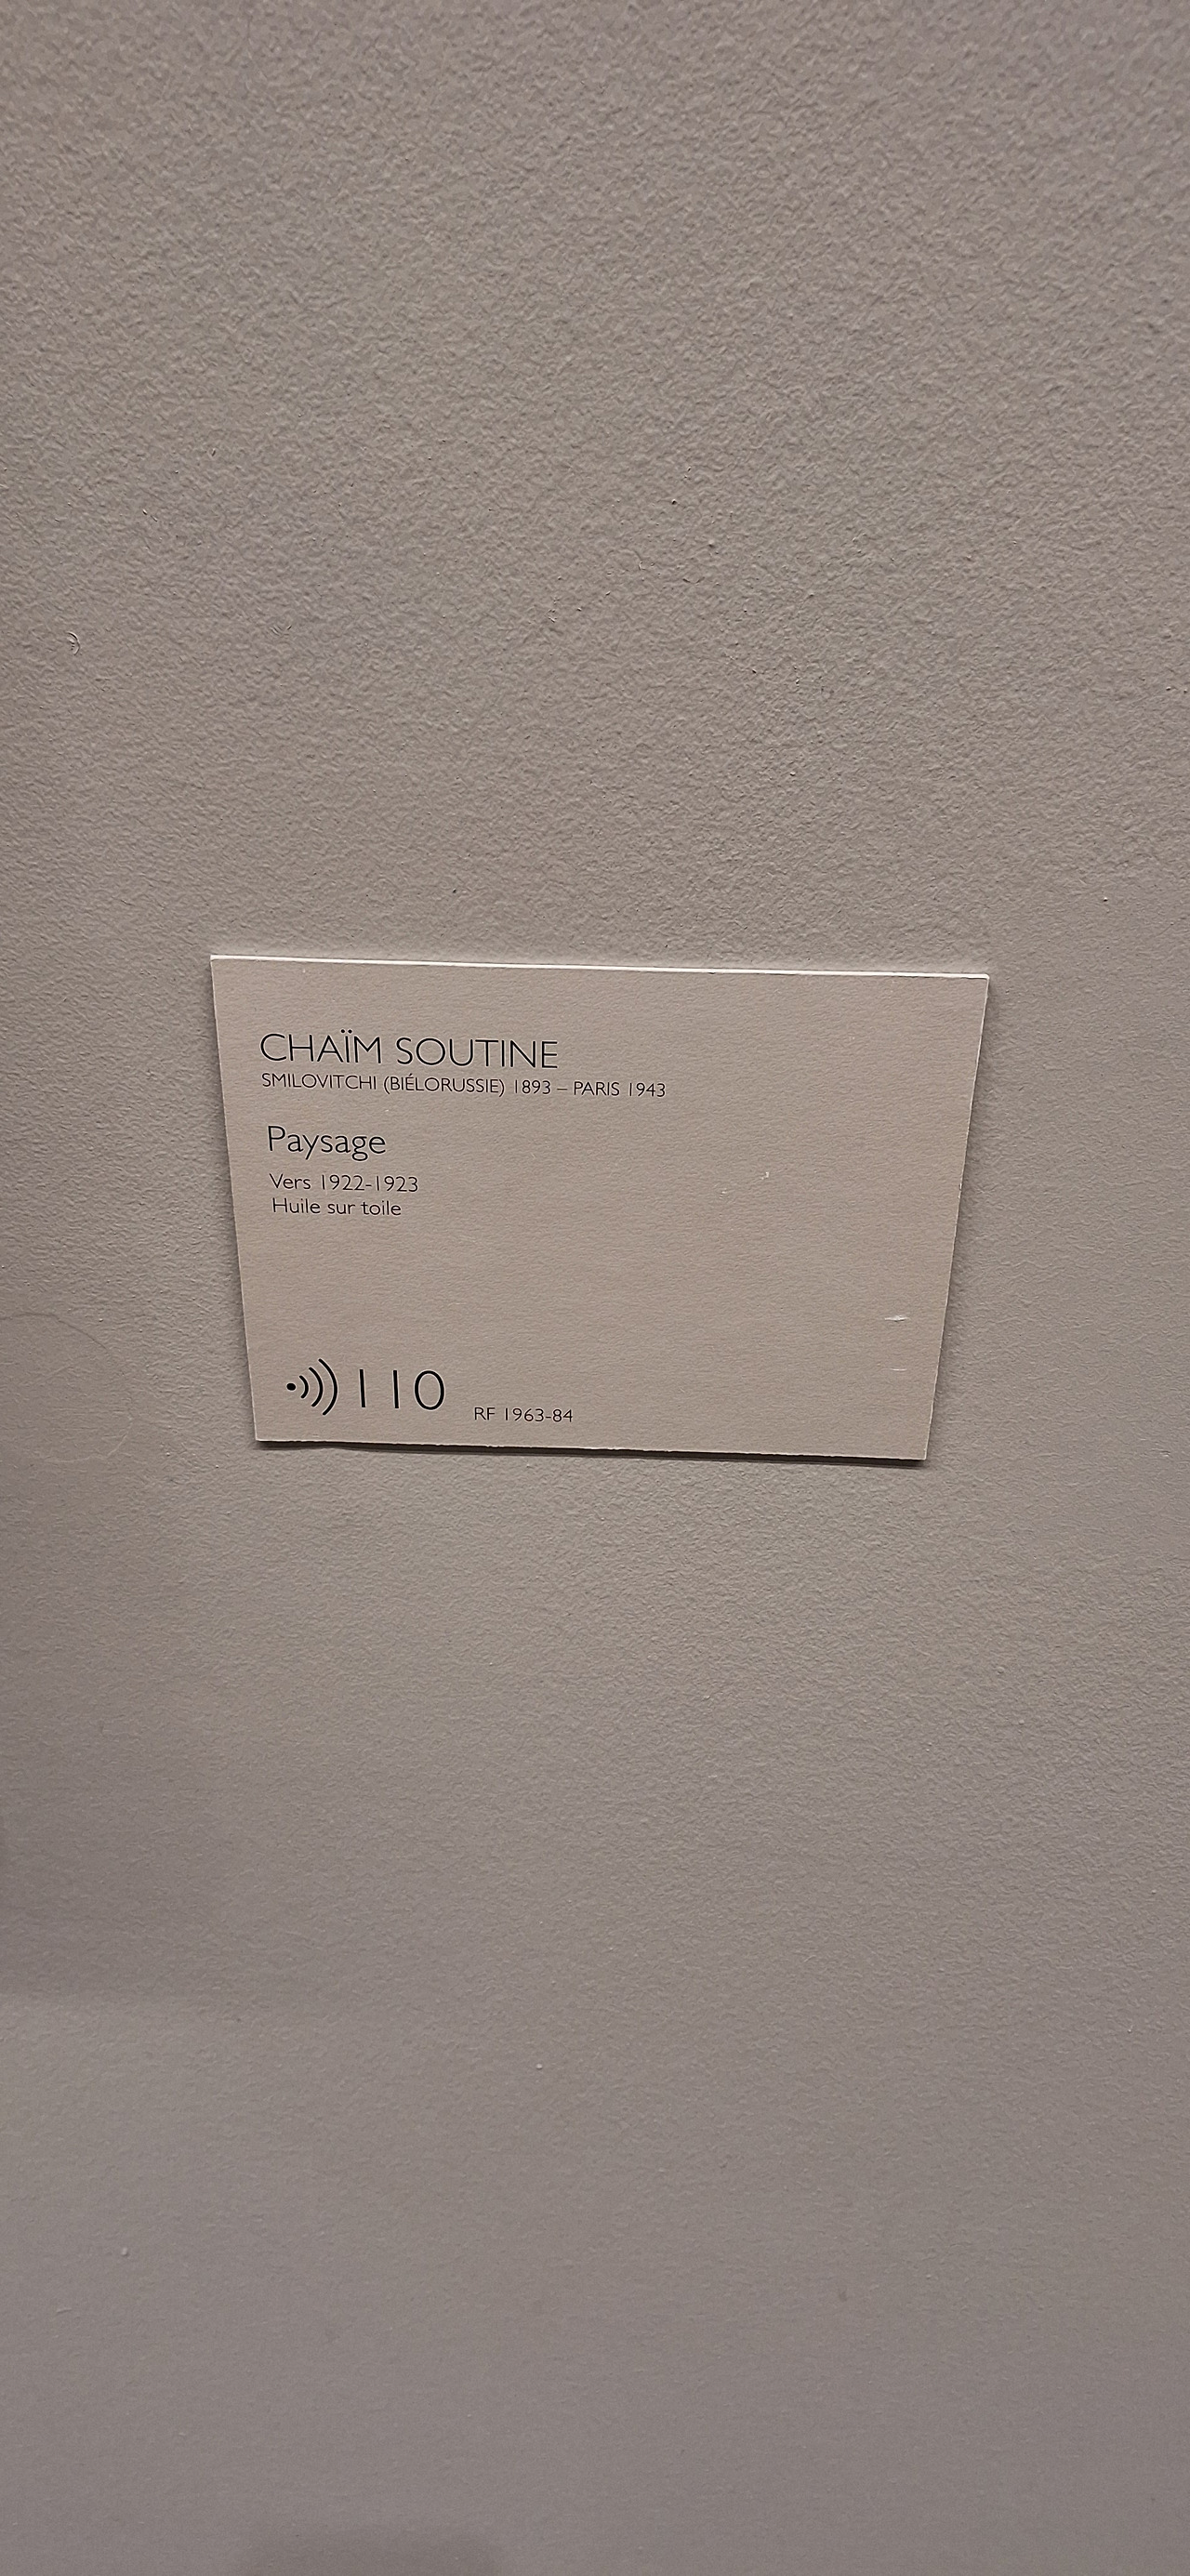 CHAÏM SOUTINE
SMILOVITCHI (BIÉLORUSSIE) 1893 – PARIS 1943
Paysage
Vers 1922-1923
Huile sur toile
110 RF 1963-84